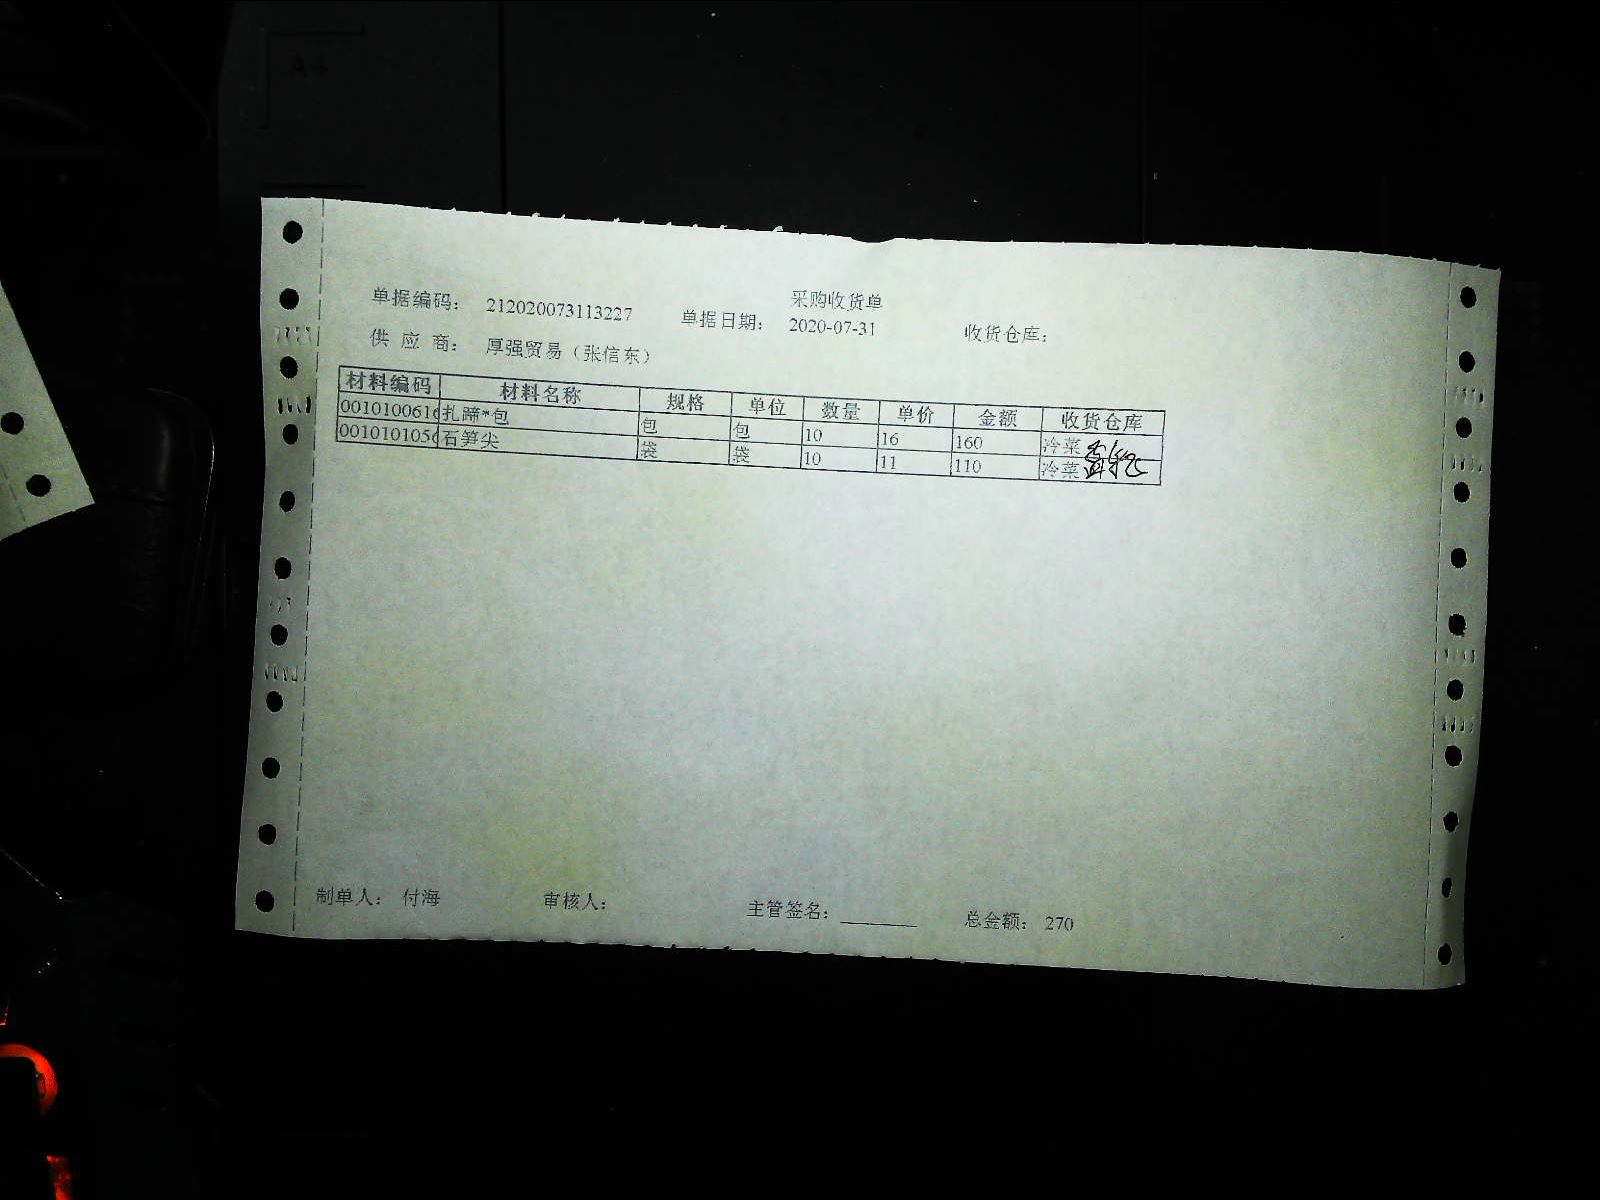 采购收货单
单据编码： 212020073113227 单据日期： 2020-07-31 收货仓库：
供 应 商： 厚强贸易（张信东）
材料编码 材料名称 规格 单位 数量 单价 金额 收货仓库
001010061 扎蹄*包 包 包 10 16 160 冷菜
001010105 石笋尖 袋 袋 10 11 110 冷菜
制单人： 付海 审核人： 主管签名： 总金额： 270